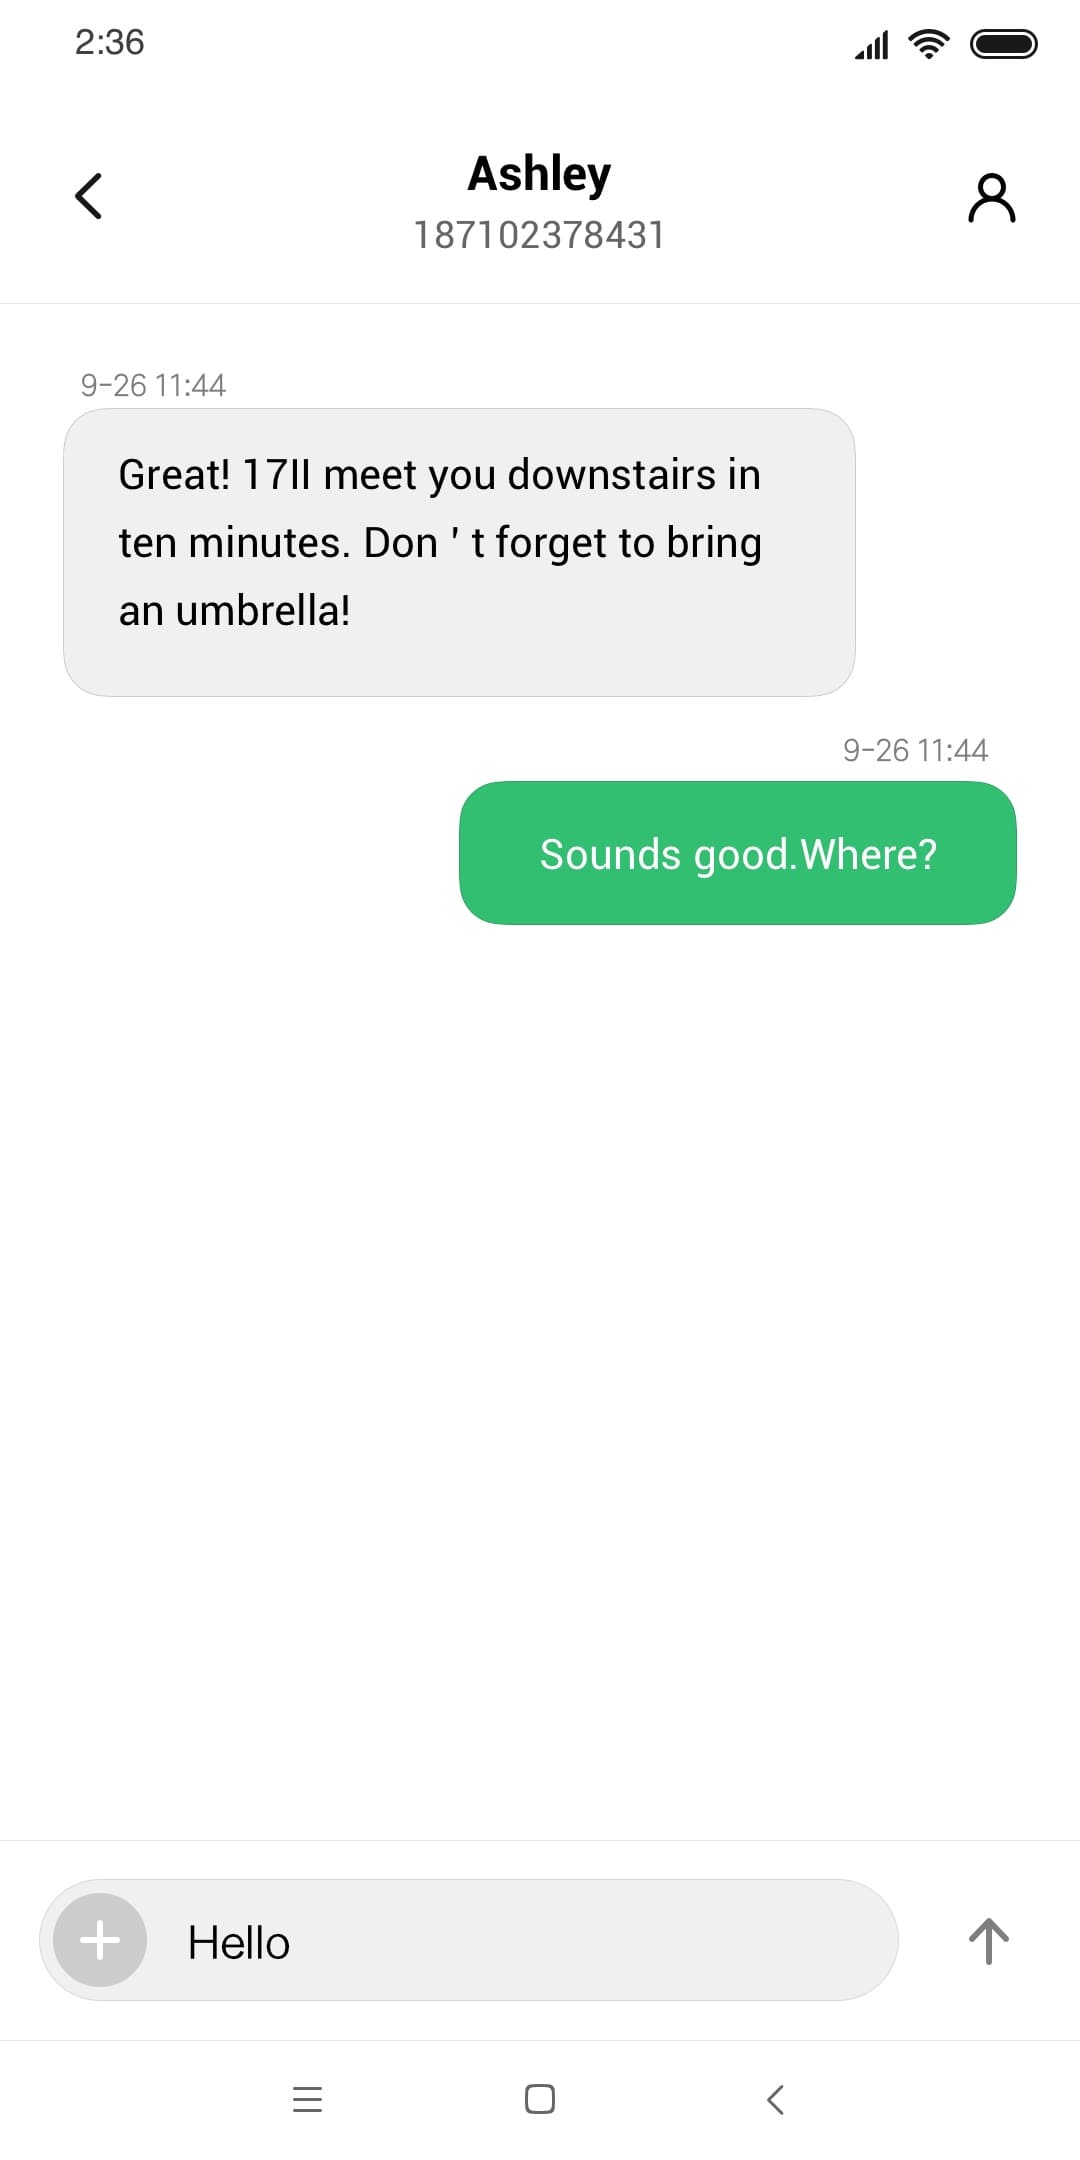 2:36
Ashley
187102378431
9-26 11:44
Great! 17ll meet you downstairs in
ten minutes. Don ' t forget to bring
an umbrella!
9-26 11:44
Sounds good.Where?
Hello